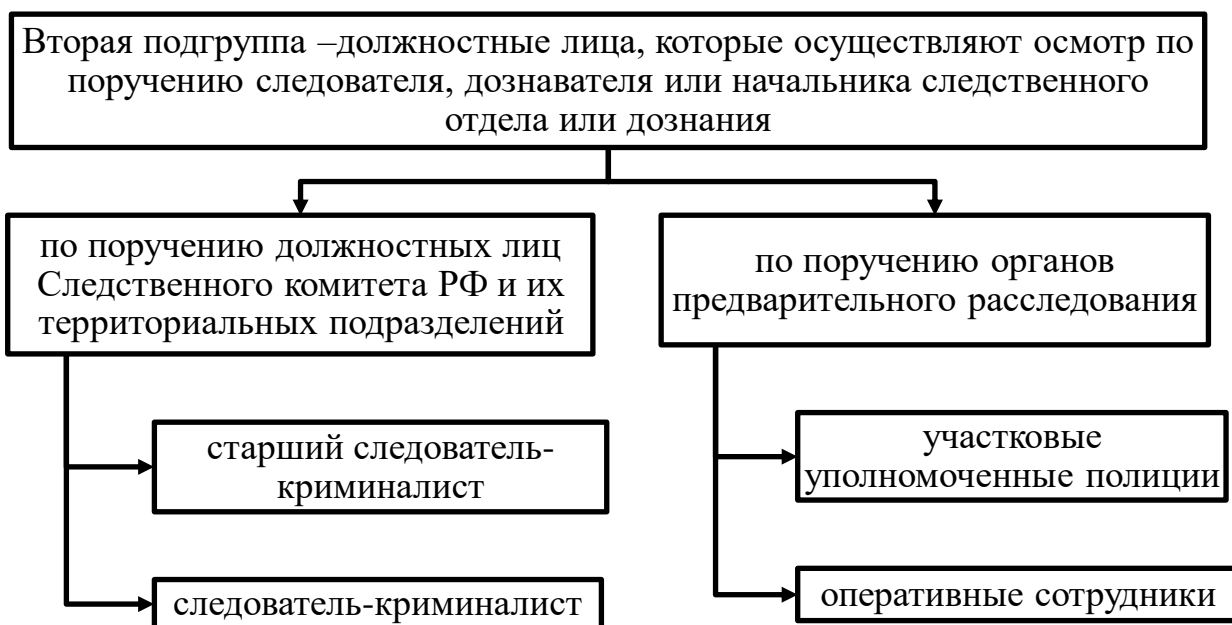 Вторая подгруппа –должностные лица, которые осуществляют осмотр по
поручению следователя, дознавателя или начальника следственного
отдела или дознания
по поручению должностных лиц
Следственного комитета РФ и их
территориальных подразделений
старший следователь-
криминалист
следователь-криминалист
по поручению органов
предварительного расследования
участковые
уполномоченные полиции
оперативные сотрудники